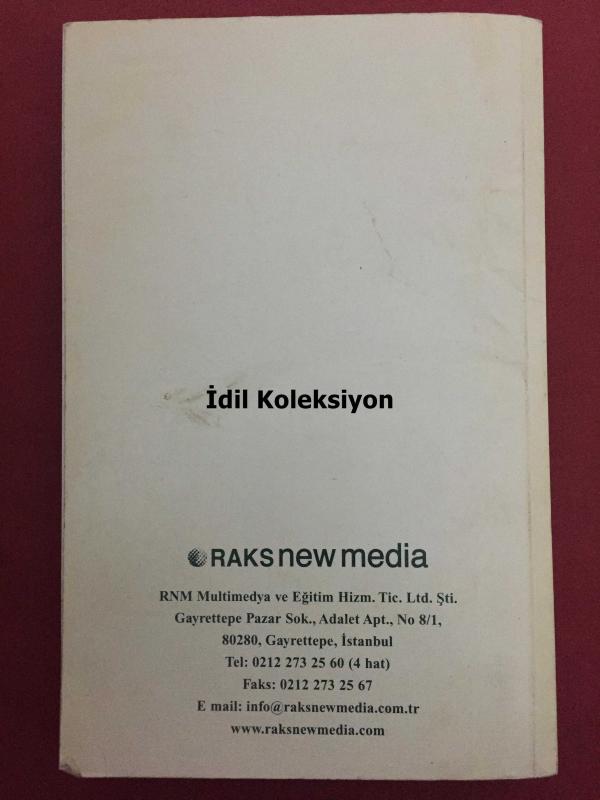 İdil Koleksiyon
RAKS new media
RNM Multimedya ve Eğitim Hizm. Tic. Ltd. Şti.
Gayrettepe Pazar Sok., Adalet Apt., No 8/1,
80280, Gayrettepe, İstanbul
Tel: 0212 273 25 60 (4 hat)
Faks: 0212 273 25 67
E mail: info@raksnewmedia.com.tr
www.raksnewmedia.com